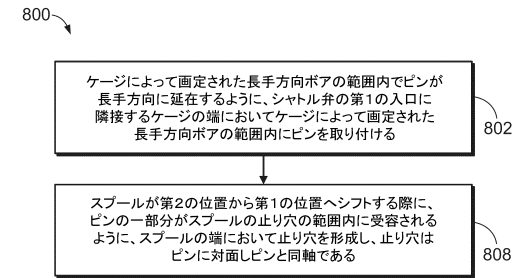 800
ケージによって画定された長手方向ボアの範囲内でピンが
長手方向に延在するように、シャトル弁の第1の入口に
隣接するケージの端においてケージによって画定された
長手方向ボアの範囲内にピンを取り付ける
802
スプールが第2の位置から第1の位置へシフトする際に、
ピンの一部分がスプールの止り穴の範囲内に受容される
ように、スプールの端において止り穴を形成し、止り穴は
ピンに対面しピンと同軸である
808